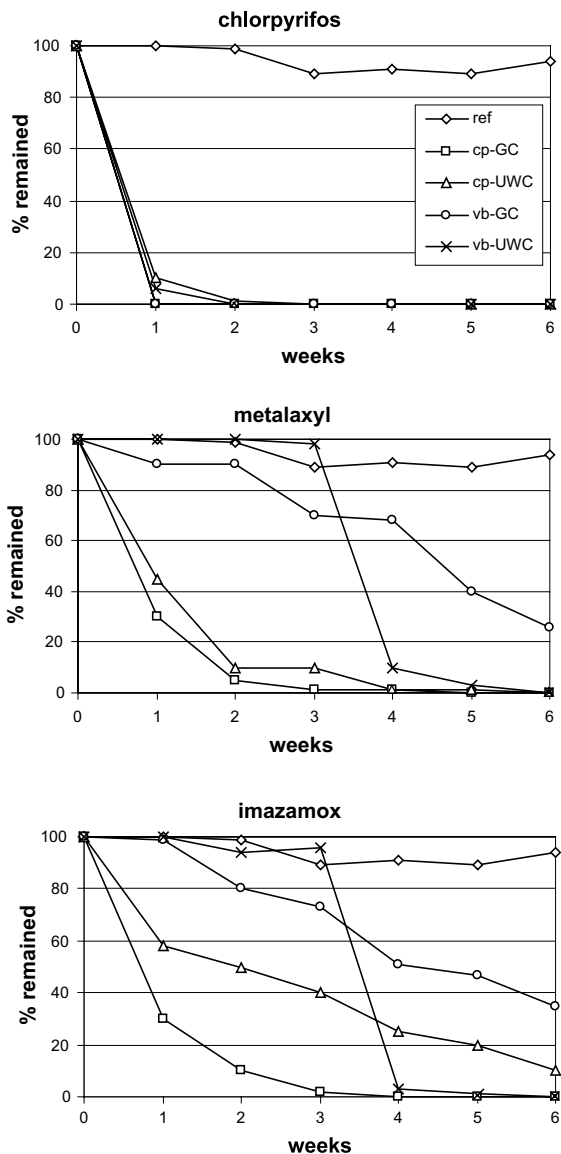 chlorpyrifos
100
80
60
40
20
0
% remained
ref
cp-GC
cp-UWC
vb-GC
vb-UWC
0 1 2 3 4 5 6
weeks
metalaxyl
100
80
60
40
20
0
% remained
0 1 2 3 4 5 6
weeks
imazamox
100
80
60
40
20
0
% remained
0 1 2 3 4 5 6
weeks